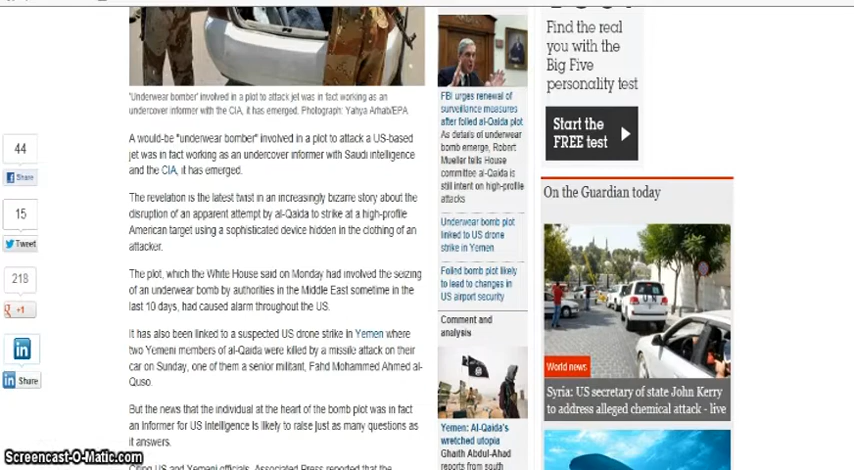 'Underwear bomber' involved in a plot to attack jet was in fact working as an
undercover informer with the CIA, it has emerged. Photograph: Yahya Arhab/EPA
A would-be "underwear bomber" involved in a plot to attack a US-based
jet was in fact working as an undercover informer with Saudi intelligence
and the CIA, it has emerged.
The revelation is the latest twist in an increasingly bizarre story about the
disruption of an apparent attempt by al-Qaida to strike at a high-profile
American target using a sophisticated device hidden in the clothing of an
attacker.
The plot, which the White House said on Monday had involved the seizing
of an underwear bomb by authorities in the Middle East sometime in the
last 10 days, had caused alarm throughout the US.
It has also been linked to a suspected US drone strike in Yemen where
two Yemeni members of al-Qaida were killed by a missile attack on their
car on Sunday, one of them a senior militant, Fahd Mohammed Ahmed al-
Quso.
But the news that the individual at the heart of the bomb plot was in fact
an informer for US intelligence is likely to raise just as many questions as
it answers.
Citing US and Yemeni officials, Associated Press reported that the
44
Share
15
Tweet
218
+1
in
in Share
FBI urges renewal of
surveillance measures
after foiled al-Qaida plot
As details of underwear
bomb emerge, Robert
Mueller tells House
committee al-Qaida is
still intent on high-profile
attacks
Underwear bomb plot
linked to US drone
strike in Yemen
Foiled bomb plot likely
to lead to changes in
US airport security
Comment and
analysis
Yemen: Al-Qaida's
wretched utopia
Ghaith Abdul-Ahad
reports from south
Find the real
you with the
Big Five
personality test
Start the
FREE test
On the Guardian today
UN
World news
Syria: US secretary of state John Kerry
to address alleged chemical attack - live
Screencast-O-Matic.com